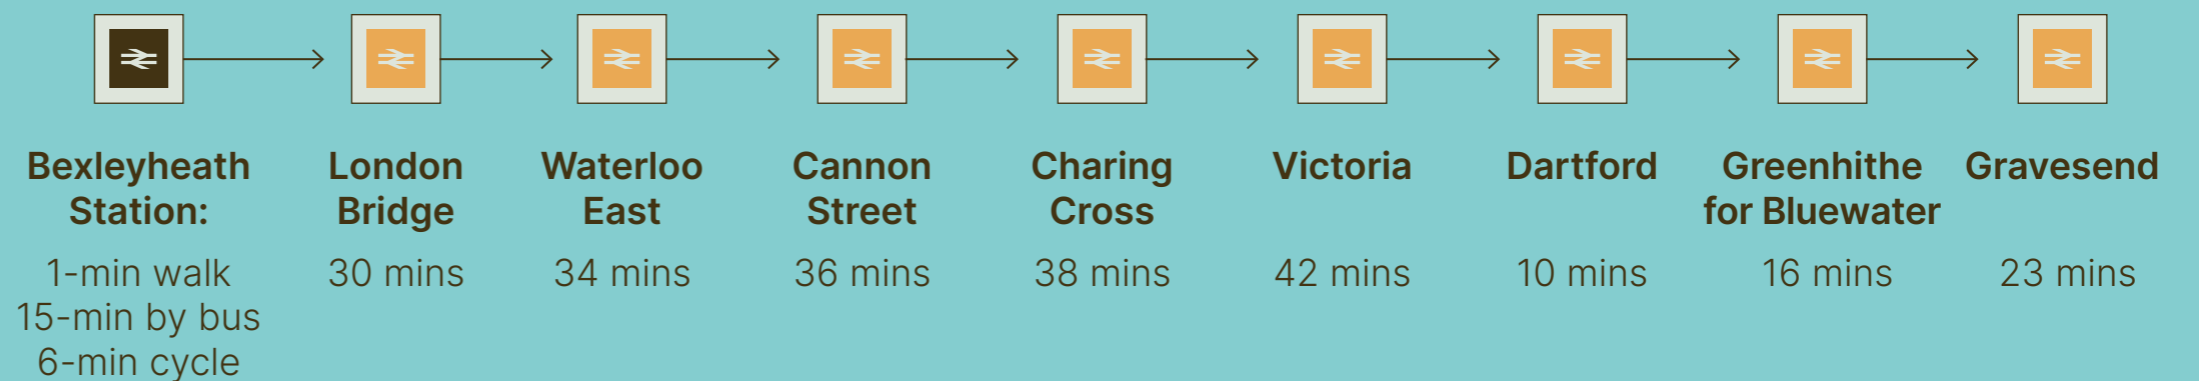 Bexleyheath
Station:
1-min walk
15-min by bus
6-min cycle
London
Bridge
30 mins
Waterloo
East
34 mins
Cannon
Street
36 mins
Charing
Cross
38 mins
Victoria
42 mins
Dartford
10 mins
Greenhithe
for Bluewater
16 mins
Gravesend
23 mins